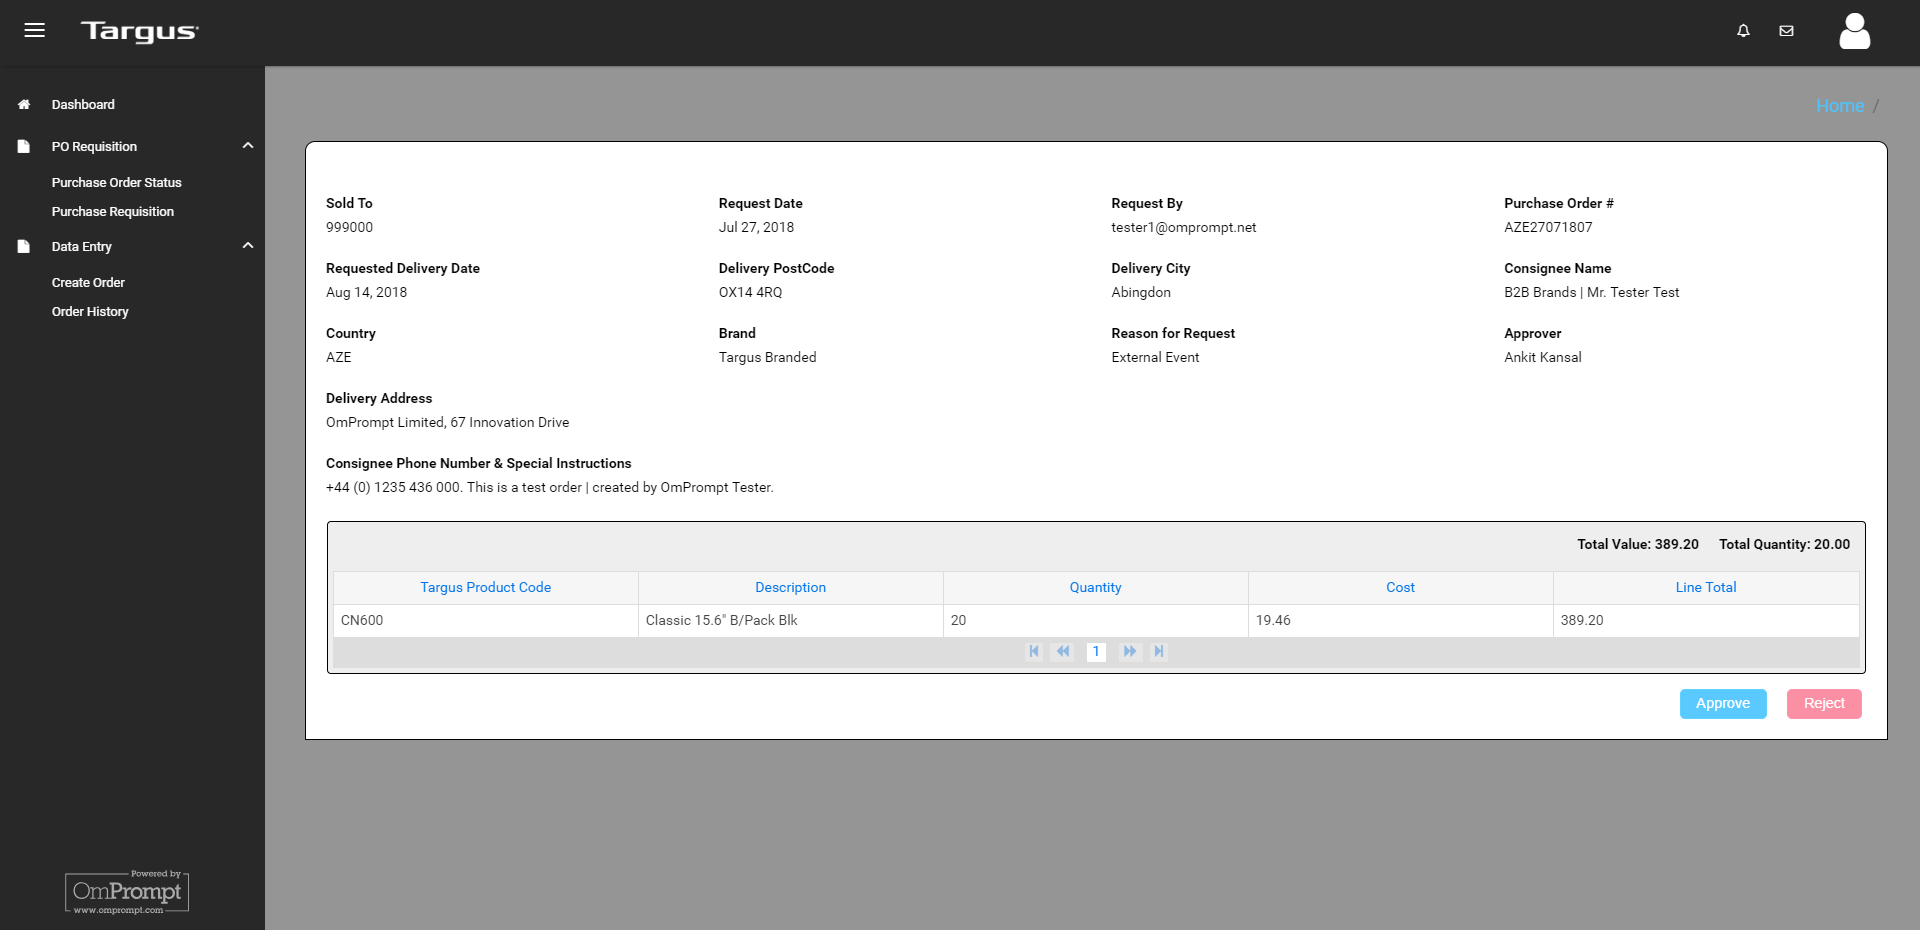 Targus
Dashboard
PO Requisition
Purchase Order Status
Purchase Requisition
Data Entry
Create Order
Order History
Powered by
OmPrompt
www.omprompt.com
Home /
Sold To
999000
Request Date
Jul 27, 2018
Request By
tester1@omprompt.net
Purchase Order #
AZE27071807
Requested Delivery Date
Aug 14, 2018
Delivery PostCode
OX14 4RQ
Delivery City
Abingdon
Consignee Name
B2B Brands | Mr. Tester Test
Country
AZE
Brand
Targus Branded
Reason for Request
External Event
Approver
Ankit Kansal
Delivery Address
OmPrompt Limited, 67 Innovation Drive
Consignee Phone Number & Special Instructions
+44 (0) 1235 436 000. This is a test order | created by OmPrompt Tester.
Total Value: 389.20 Total Quantity: 20.00
Targus Product Code Description Quantity Cost Line Total
CN600 Classic 15.6" B/Pack Blk 20 19.46 389.20
1
Approve Reject